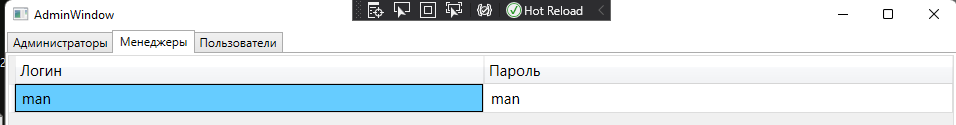 AdminWindow
Hot Reload
Администраторы Менеджеры Пользователи
Логин Пароль
man man